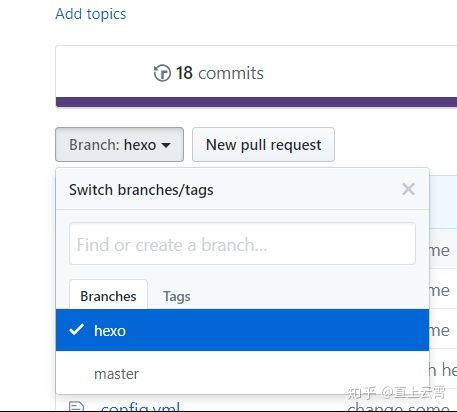 Add topics
18 commits
Branch: hexo
New pull request
Switch branches/tags
Find or create a branch...
Branches
Tags
me
me
hexo
me
h he
master
config.yml
change some
知乎 @直上云霄